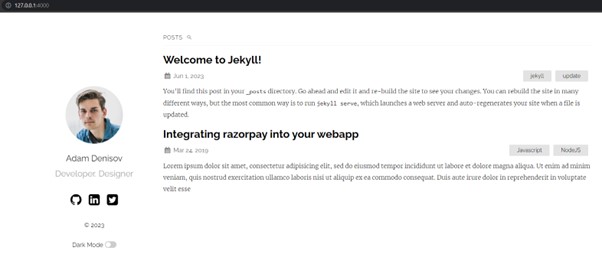 127.0.0.1:4000
POSTS
Welcome to Jekyll!
Jun 1, 2023
jekyll
update
You'll find this post in your _posts directory. Go ahead and edit it and re-build the site to see your changes. You can rebuild the site in many
different ways, but the most common way is to run jekyll serve, which launches a web server and auto-regenerates your site when a file is
updated.
Integrating razorpay into your webapp
Mar 24, 2019
Javascript
NodeJS
Lorem ipsum dolor sit amet, consectetur adipisicing elit, sed do eiusmod tempor incididunt ut labore et dolore magna aliqua. Ut enim ad minim
veniam, quis nostrud exercitation ullamco laboris nisi ut aliquip ex ea commodo consequat. Duis aute irure dolor in reprehenderit in voluptate
velit esse
Adam Denisov
Developer. Designer
© 2023
Dark Mode